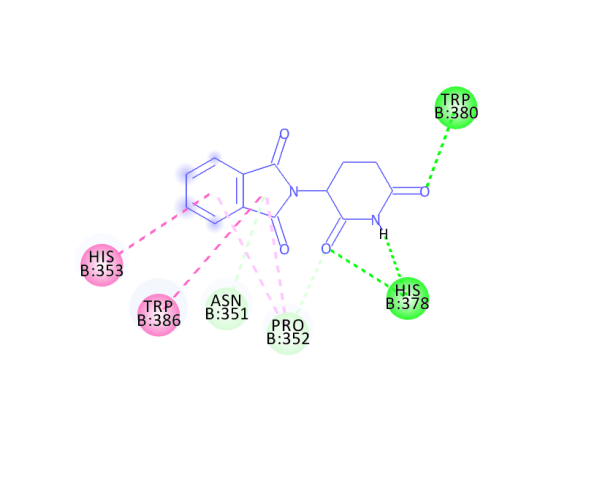 TRP
B:380
O
N
O
N
H
O
O
HIS
B:353
TRP
B:386
ASN
B:351
PRO
B:352
HIS
B:378